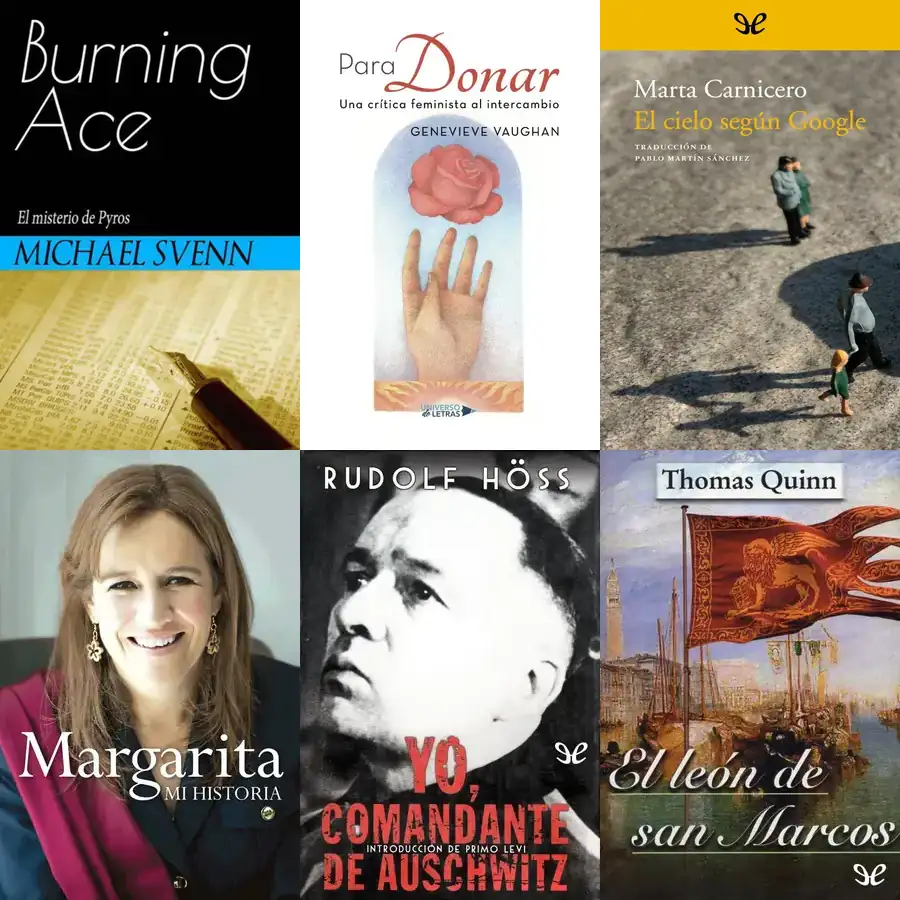 Burning
Ace
El misterio de Pyros
MICHAEL SVENN
Para Donar
Una crítica feminista al intercambio
GENEVIEVE VAUGHAN
UNIVERSO
de LETRAS
Marta Carnicero
El cielo según Google
TRADUCCIÓN DE
PABLO MARTÍN SÁNCHEZ
Margarita
MI HISTORIA
RUDOLF HÖSS
YO,
COMANDANTE
INTRODUCCIÓN DE PRIMO LEVI
DE AUSCHWITZ
Thomas Quinn
El león de
san Marcos